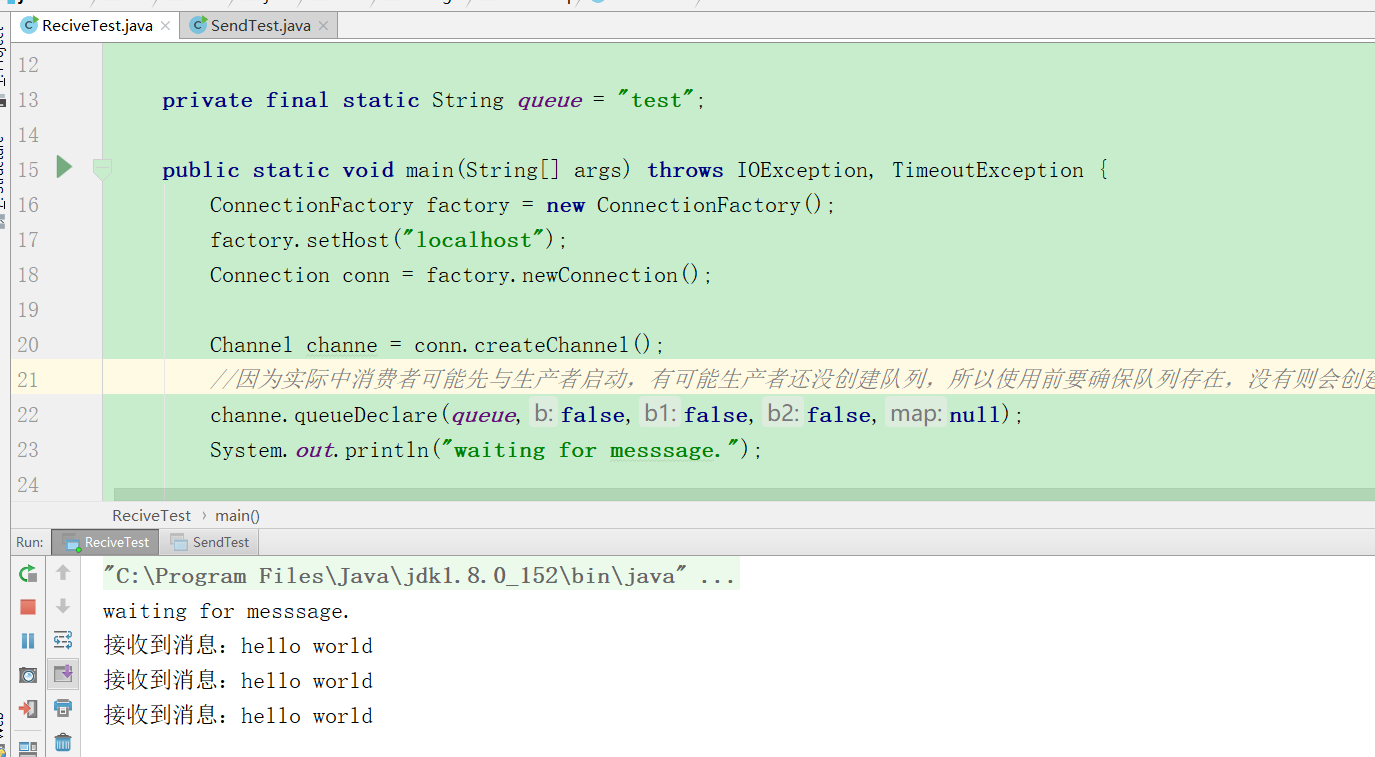 ReciveTest.java SendTest.java
12
13 private final static String queue = "test";
14
15 public static void main(String[] args) throws IOException, TimeoutException {
16 ConnectionFactory factory = new ConnectionFactory();
17 factory.setHost("localhost");
18 Connection conn = factory.newConnection();
19
20 Channel channe = conn.createChannel();
21 //因为实际中消费者可能先与生产者启动，有可能生产者还没创建队列，所以使用前要确保队列存在，没有则会创建
22 channe.queueDeclare(queue, b: false, b1: false, b2: false, map: null);
23 System.out.println("waiting for messsage.");
24
ReciveTest › main()
Run: ReciveTest SendTest
"C:\Program Files\Java\jdk1.8.0_152\bin\java" ...
waiting for messsage.
接收到消息：hello world
接收到消息：hello world
接收到消息：hello world